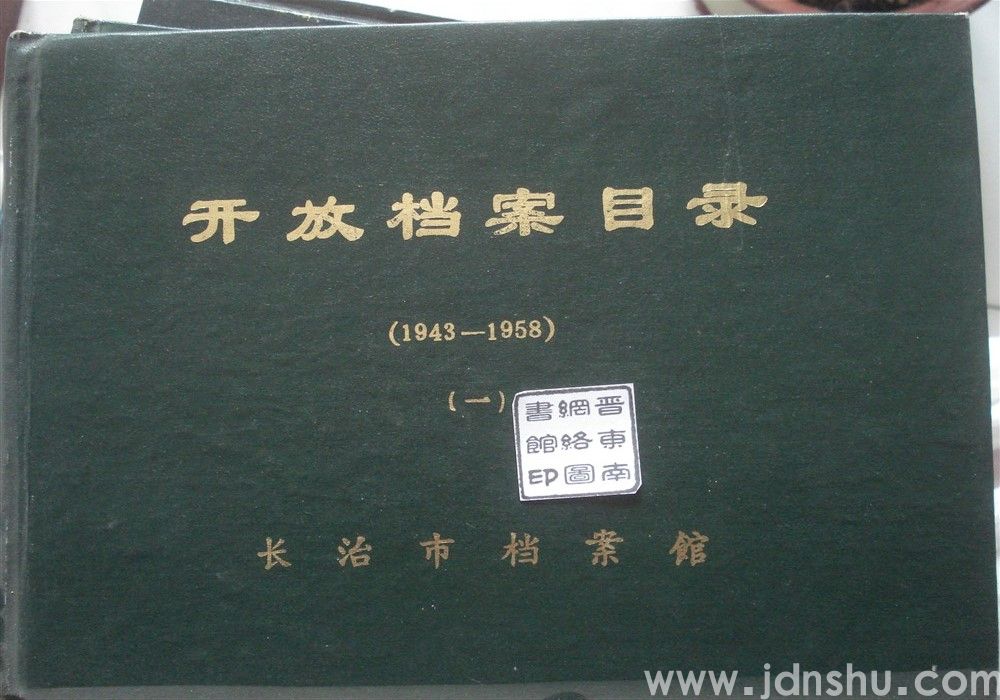 开放档案目录
(1943—1958)
(一)
晋東南
網絡圖
書館印
长治市档案館
www.jdnshu.com